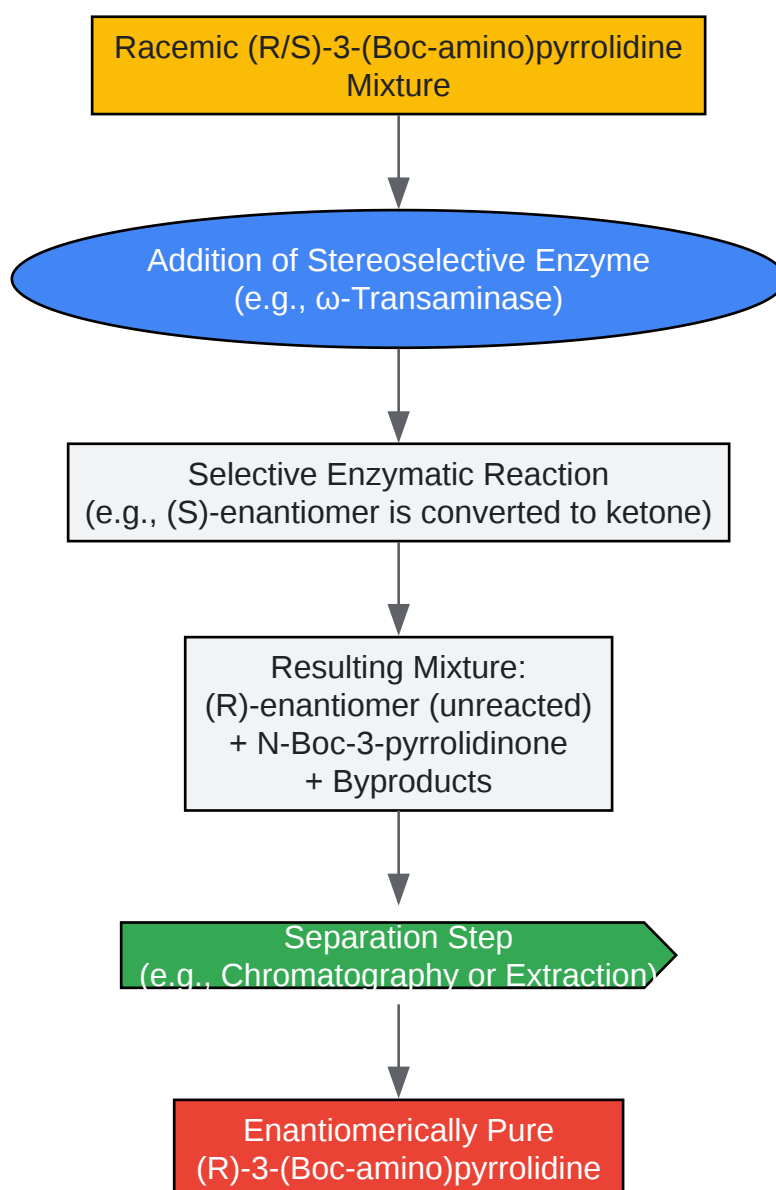 Racemic (R/S)-3-(Boc-amino)pyrrolidine
Mixture
Addition of Stereoselective Enzyme
(e.g., ω-Transaminase)
Selective Enzymatic Reaction
(e.g., (S)-enantiomer is converted to ketone)
Resulting Mixture:
(R)-enantiomer (unreacted)
+ N-Boc-3-pyrrolidinone
+ Byproducts
Separation Step
(e.g., Chromatography or Extraction)
Enantiomerically Pure
(R)-3-(Boc-amino)pyrrolidine